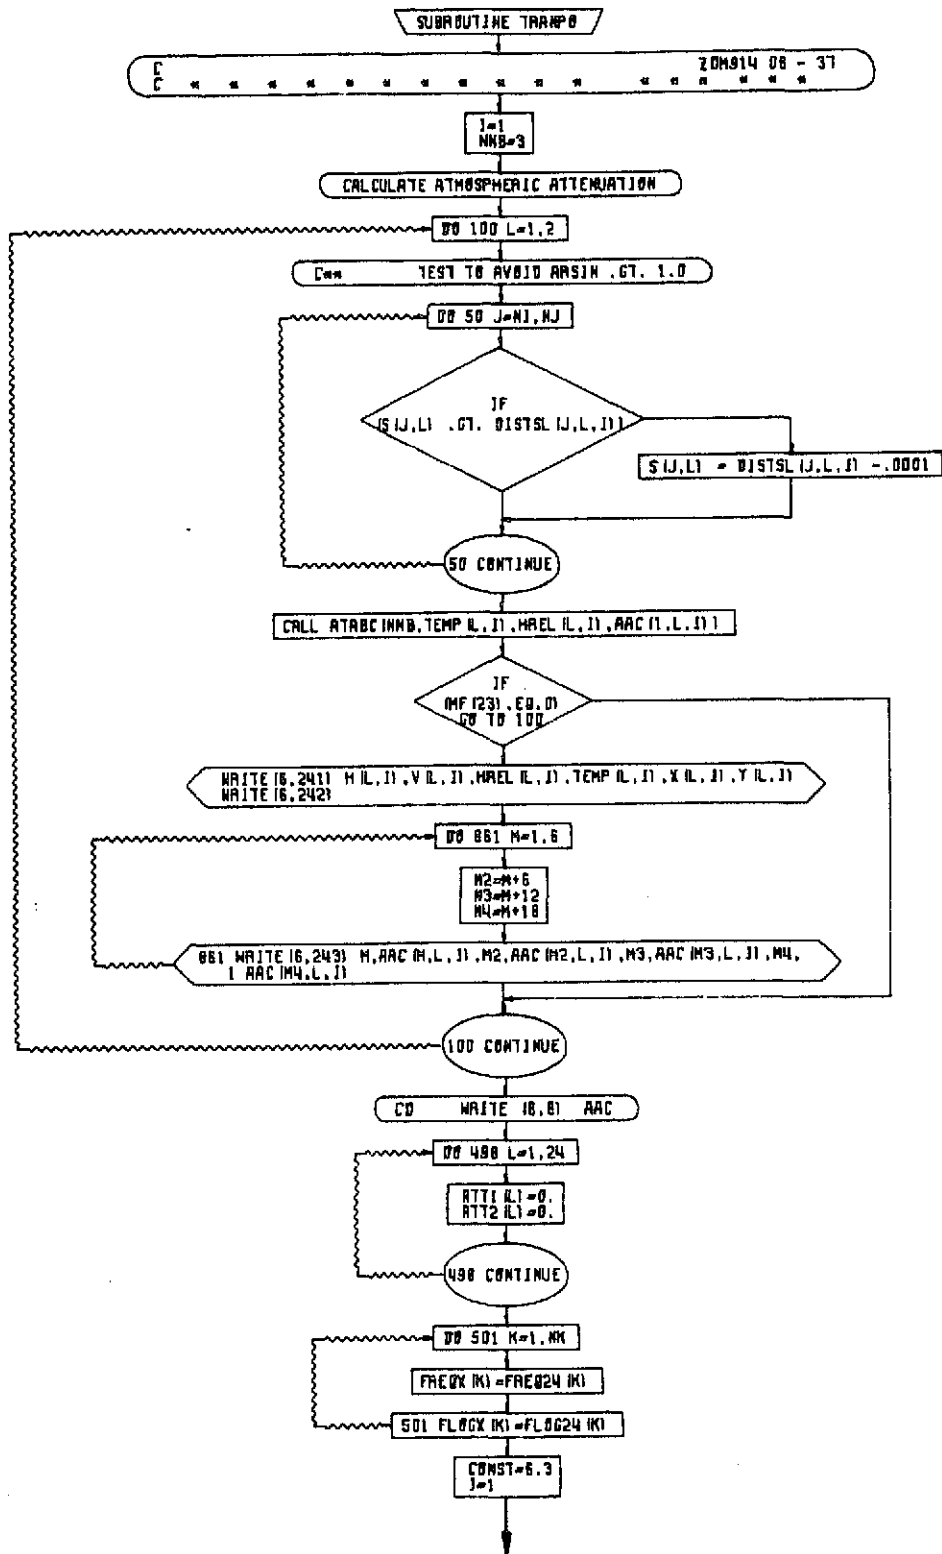 SUBROUTINE TRANPO
C ZOM914 06 - 37
C * * * * * * * * * * * * * * * * *
I=1
NNB=3
CALCULATE ATMOSPHERIC ATTENUATION
DO 100 L=1,2
C** TEST TO AVOID ARSIN .GT. 1.0
DO 50 J=NI,NJ
IF
(S(J,L) .GT. DISTSL(J,L,I))
S(J,L) = DISTSL(J,L,I) -.0001
50 CONTINUE
CALL ATABC(NNB,TEMP(L,I),HREL(L,I),AAC(1,L,I))
IF
(MF(23).EQ.0)
GO TO 100
WRITE(6,241) H(L,I),V(L,I),HREL(L,I),TEMP(L,I),X(L,I),Y(L,I)
WRITE(6,242)
DO 861 M=1,6
M2=M+6
M3=M+12
M4=M+18
861 WRITE(6,243) M,AAC(M,L,I),M2,AAC(M2,L,I),M3,AAC(M3,L,I),M4,
1 AAC(M4,L,I)
100 CONTINUE
CD WRITE (6,6) AAC
DO 498 L=1,24
ATT1(L)=0.
ATT2(L)=0.
498 CONTINUE
DO 501 K=1,NK
FREQX(K)=FREQ24(K)
501 FLOGX(K)=FLOG24(K)
CONST=6.3
I=1